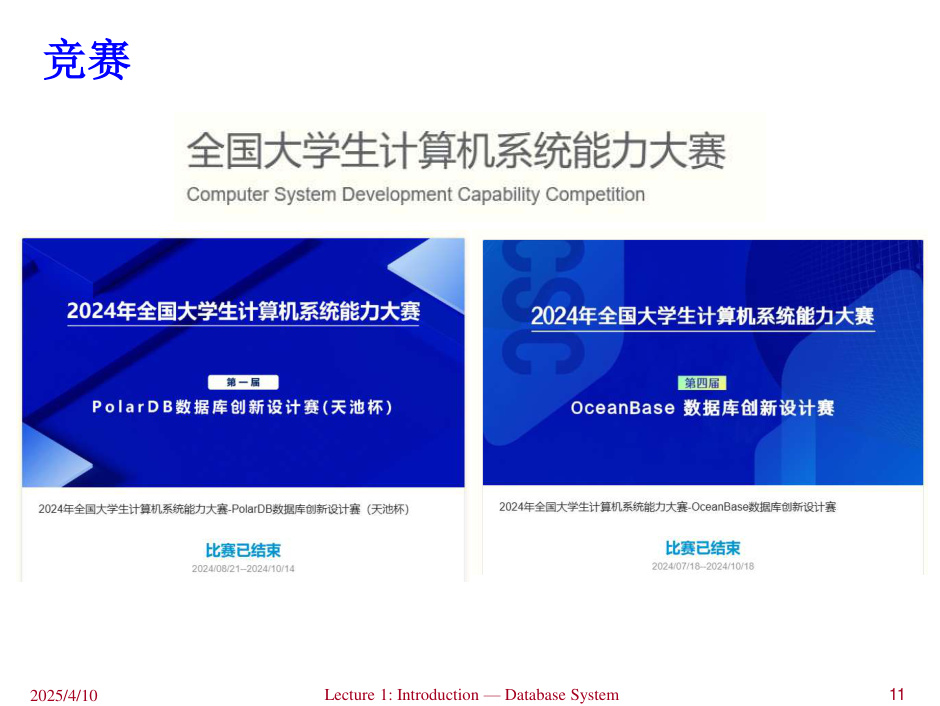 竞赛
全国大学生计算机系统能力大赛
Computer System Development Capability Competition
2024年全国大学生计算机系统能力大赛
第一届
PolarDB数据库创新设计赛(天池杯)
2024年全国大学生计算机系统能力大赛-PolarDB数据库创新设计赛（天池杯）
比赛已结束
2024/08/21--2024/10/14
CSC
2024年全国大学生计算机系统能力大赛
第四届
OceanBase 数据库创新设计赛
2024年全国大学生计算机系统能力大赛-OceanBase数据库创新设计赛
比赛已结束
2024/07/18--2024/10/18
2025/4/10
Lecture 1: Introduction — Database System
11